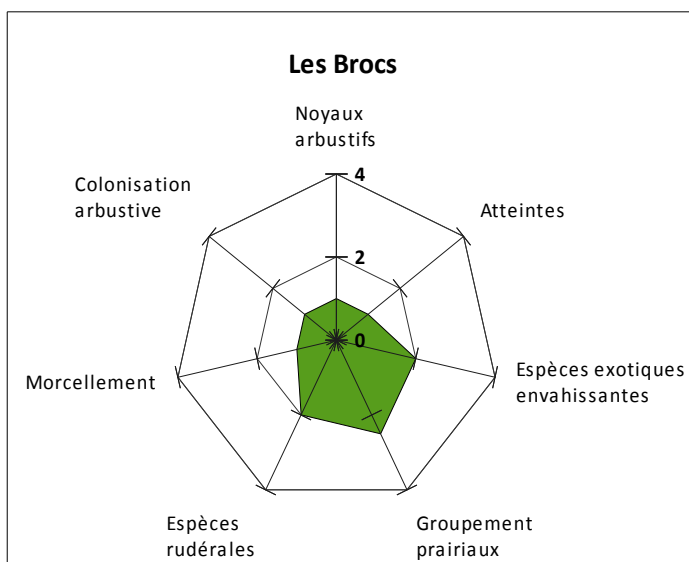 Les Brocs
Noyaux
arbustifs
4
Colonisation
arbustive
Atteintes
2
0
Espèces exotiques
envahissantes
Morcellement
Espèces
rudérales
Groupement
prairiaux